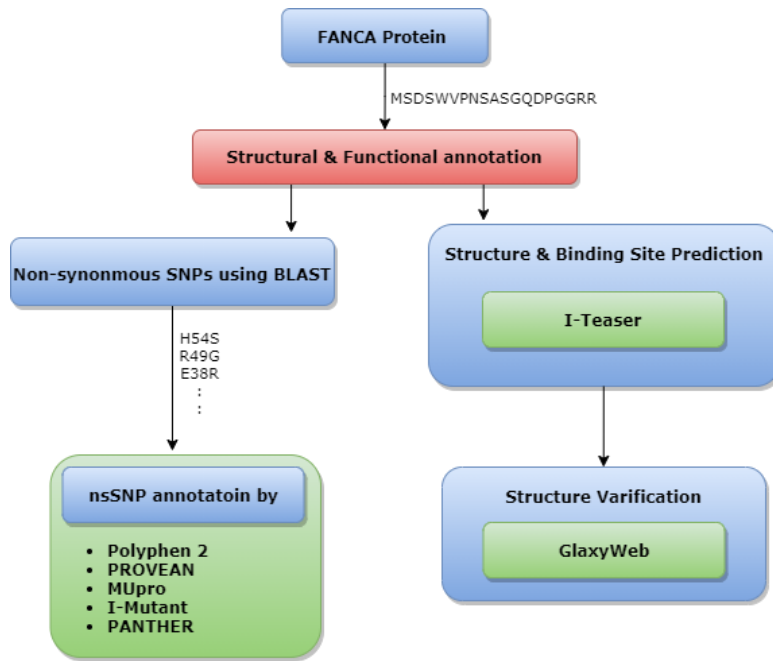 FANCA Protein
MSDSWVPNSASGQDPGGRR
Structural & Functional annotation
Non-synonmous SNPs using BLAST
H54S
R49G
E38R
:
:
nsSNP annotatoin by
• Polyphen 2
• PROVEAN
• MUpro
• I-Mutant
• PANTHER
Structure & Binding Site Prediction
I-Teaser
Structure Varification
GlaxyWeb